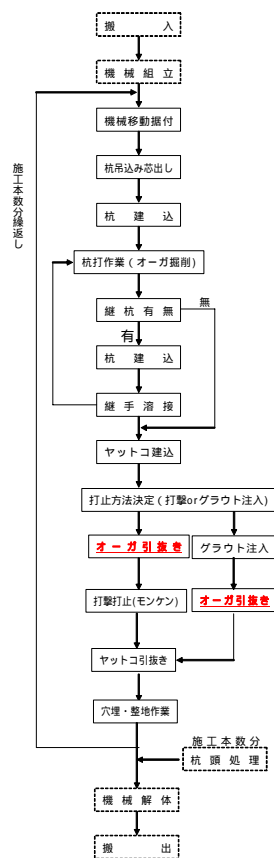 搬入
機械組立
機械移動据付
杭吊込み芯出し
杭建込
杭打作業(オーガ掘削)
継杭有無
無
有
杭建込
継手溶接
ヤットコ建込
打止方法決定(打撃orグラウト注入)
オーガ引抜き
グラウト注入
打撃打止(モンケン)
オーガ引抜き
ヤットコ引抜き
穴埋・整地作業
施工本数分
杭頭処理
機械解体
搬出
施工本数分繰返し